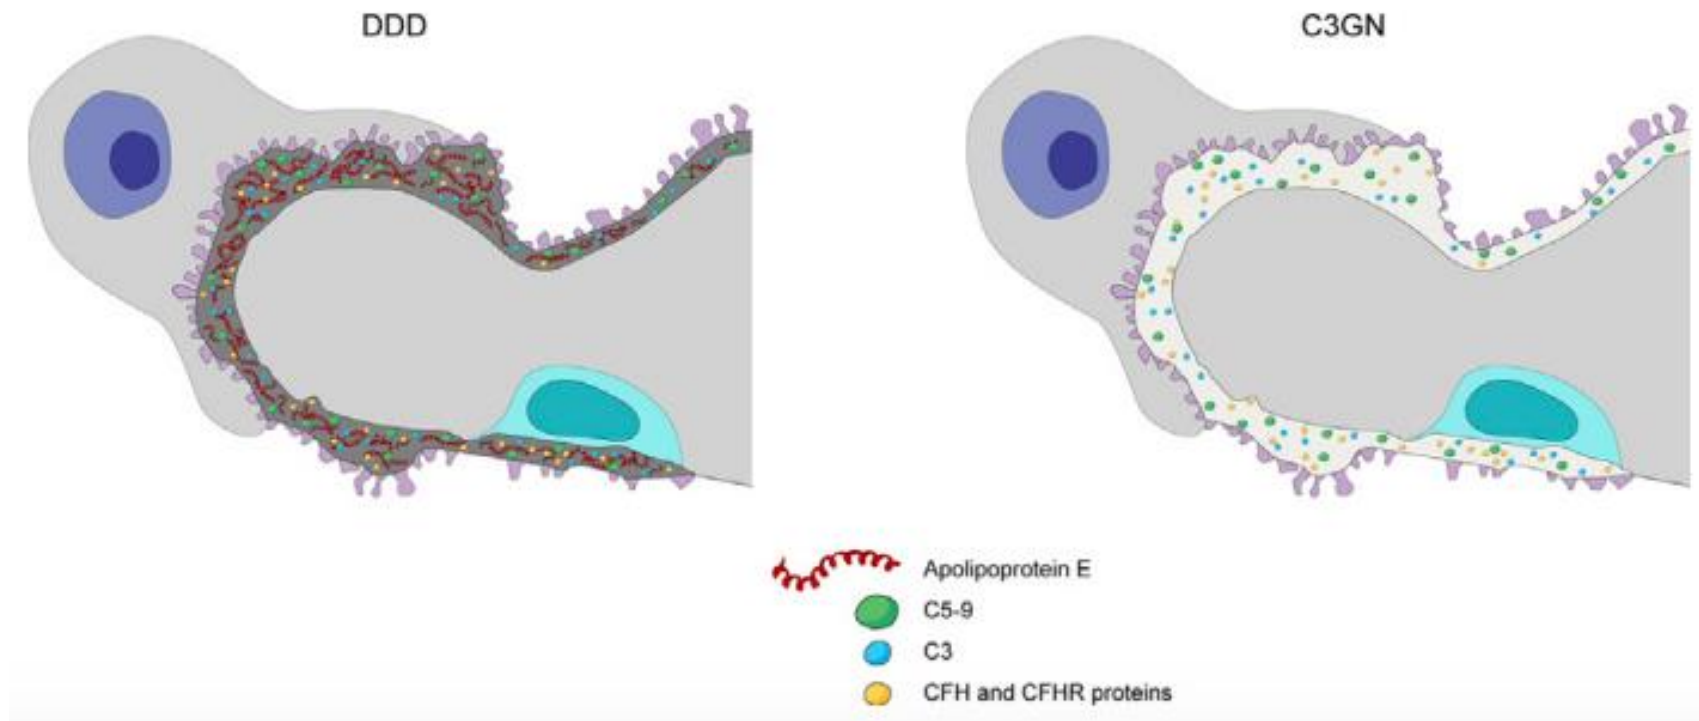 DDD
C3GN
Apolipoprotein E
C5-9
C3
CFH and CFHR proteins